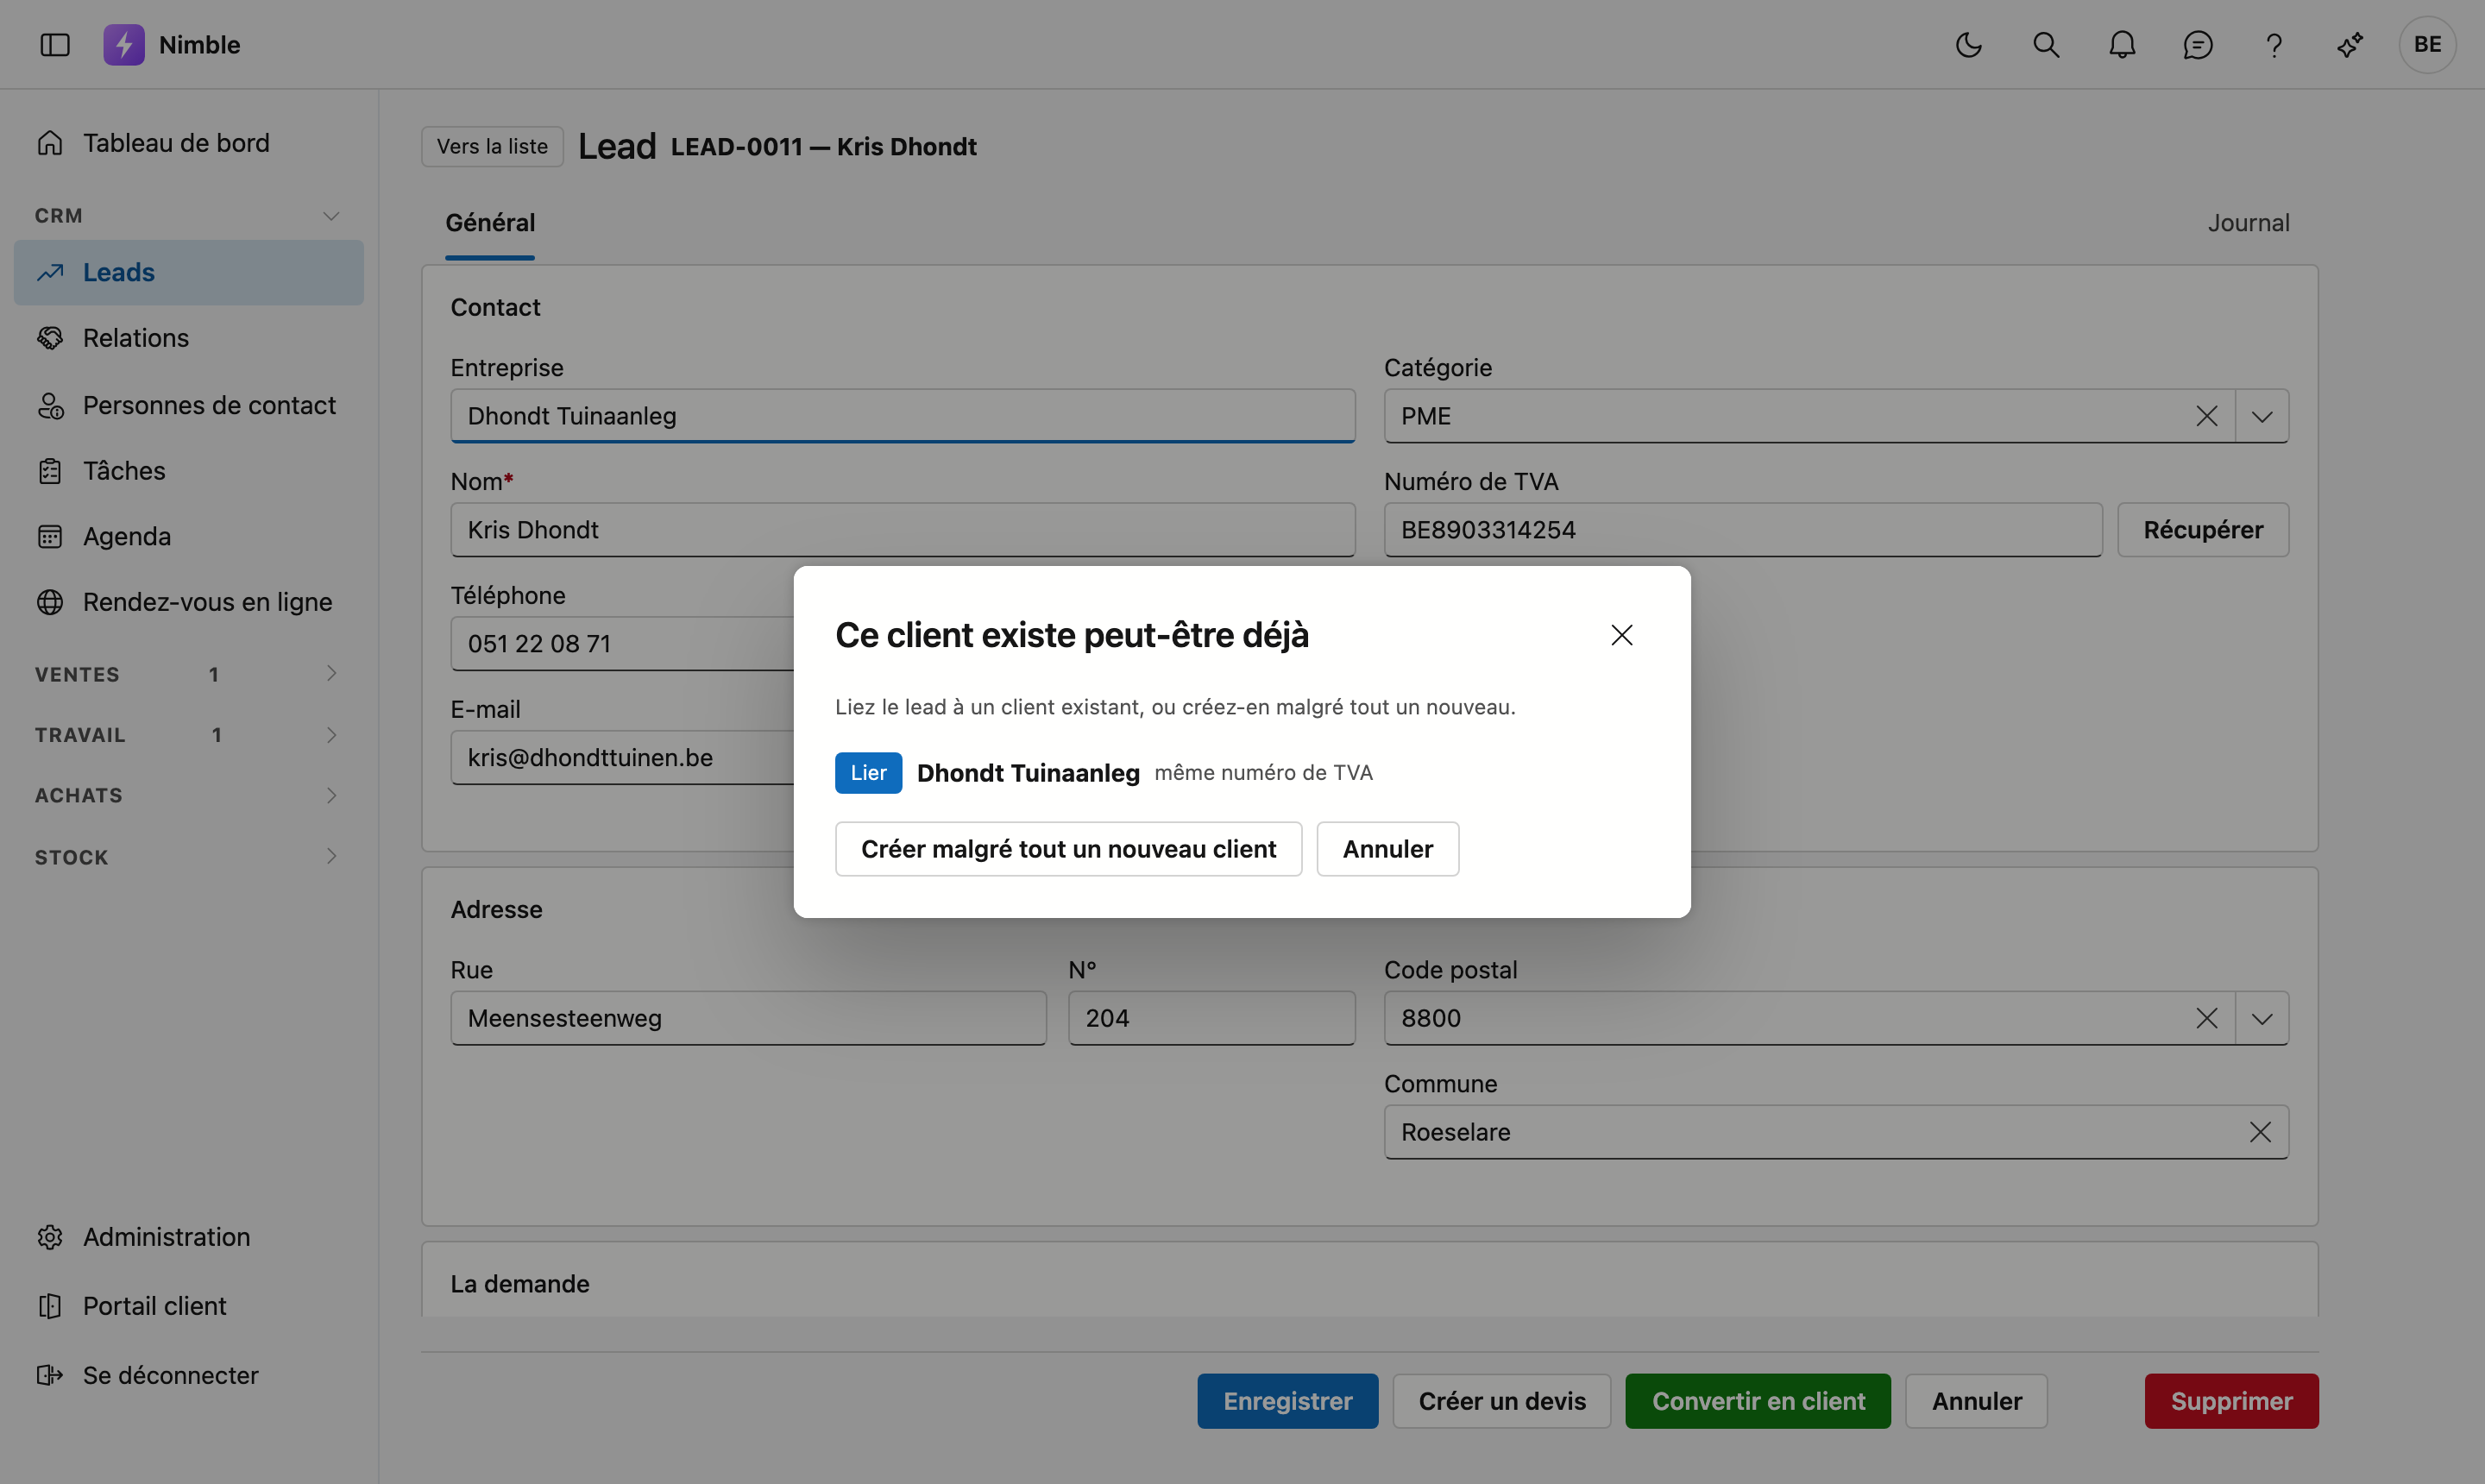 Nimble
BE
Tableau de bord
CRM
Leads
Relations
Personnes de contact
Tâches
Agenda
Rendez-vous en ligne
VENTES 1
TRAVAIL 1
ACHATS
STOCK
Administration
Portail client
Se déconnecter
Vers la liste Lead LEAD-0011 — Kris Dhondt
Général Journal
Contact
Entreprise Catégorie
Dhondt Tuinaanleg PME
Nom* Numéro de TVA
Kris Dhondt BE8903314254 Récupérer
Téléphone
051 22 08 71
E-mail
kris@dhondttuinen.be
Ce client existe peut-être déjà
Liez le lead à un client existant, ou créez-en malgré tout un nouveau.
Lier Dhondt Tuinaanleg même numéro de TVA
Créer malgré tout un nouveau client Annuler
Adresse
Rue N° Code postal
Meensesteenweg 204 8800
Commune
Roeselare
La demande
Enregistrer Créer un devis Convertir en client Annuler Supprimer